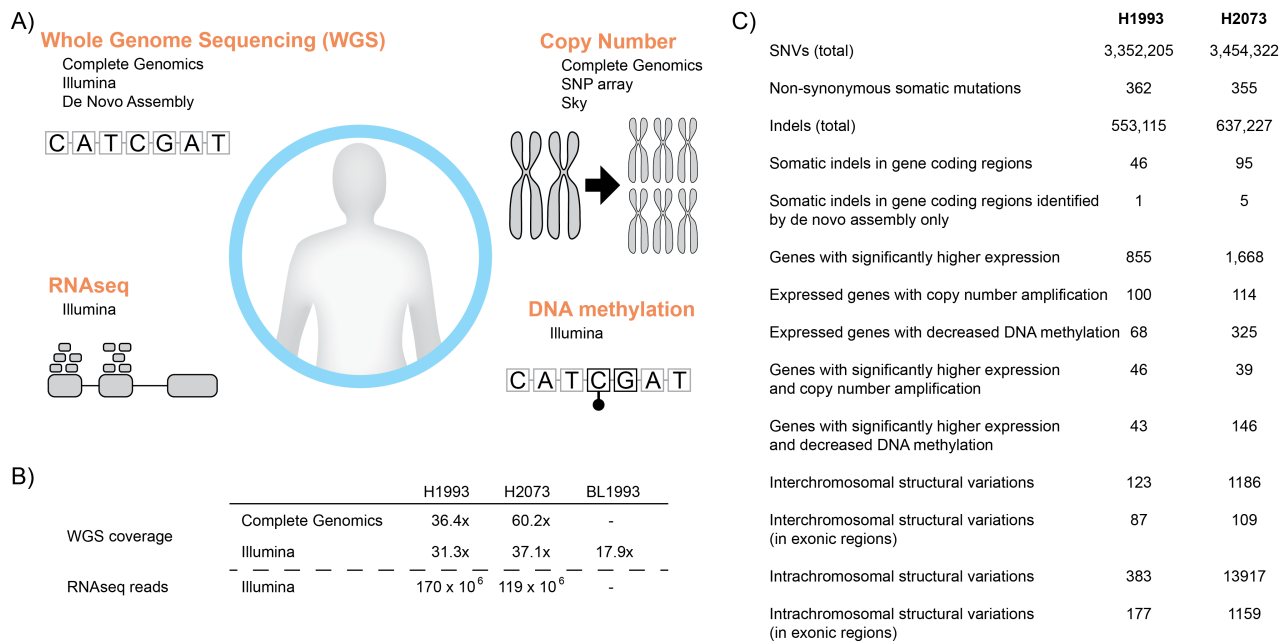 A)
Whole Genome Sequencing (WGS)
Complete Genomics
Illumina
De Novo Assembly
C A T C G A T
Copy Number
Complete Genomics
SNP array
Sky
RNAseq
Illumina
DNA methylation
Illumina
C A T C G A T
B)
H1993 H2073 BL1993
WGS coverage
Complete Genomics 36.4x 60.2x -
Illumina 31.3x 37.1x 17.9x
RNAseq reads Illumina 170 x 10^6 119 x 10^6 -
C)
H1993 H2073
SNVs (total) 3,352,205 3,454,322
Non-synonymous somatic mutations 362 355
Indels (total) 553,115 637,227
Somatic indels in gene coding regions 46 95
Somatic indels in gene coding regions identified 1 5
by de novo assembly only
Genes with significantly higher expression 855 1,668
Expressed genes with copy number amplification 100 114
Expressed genes with decreased DNA methylation 68 325
Genes with significantly higher expression 46 39
and copy number amplification
Genes with significantly higher expression 43 146
and decreased DNA methylation
Interchromosomal structural variations 123 1186
Interchromosomal structural variations 87 109
(in exonic regions)
Intrachromosomal structural variations 383 13917
Intrachromosomal structural variations 177 1159
(in exonic regions)